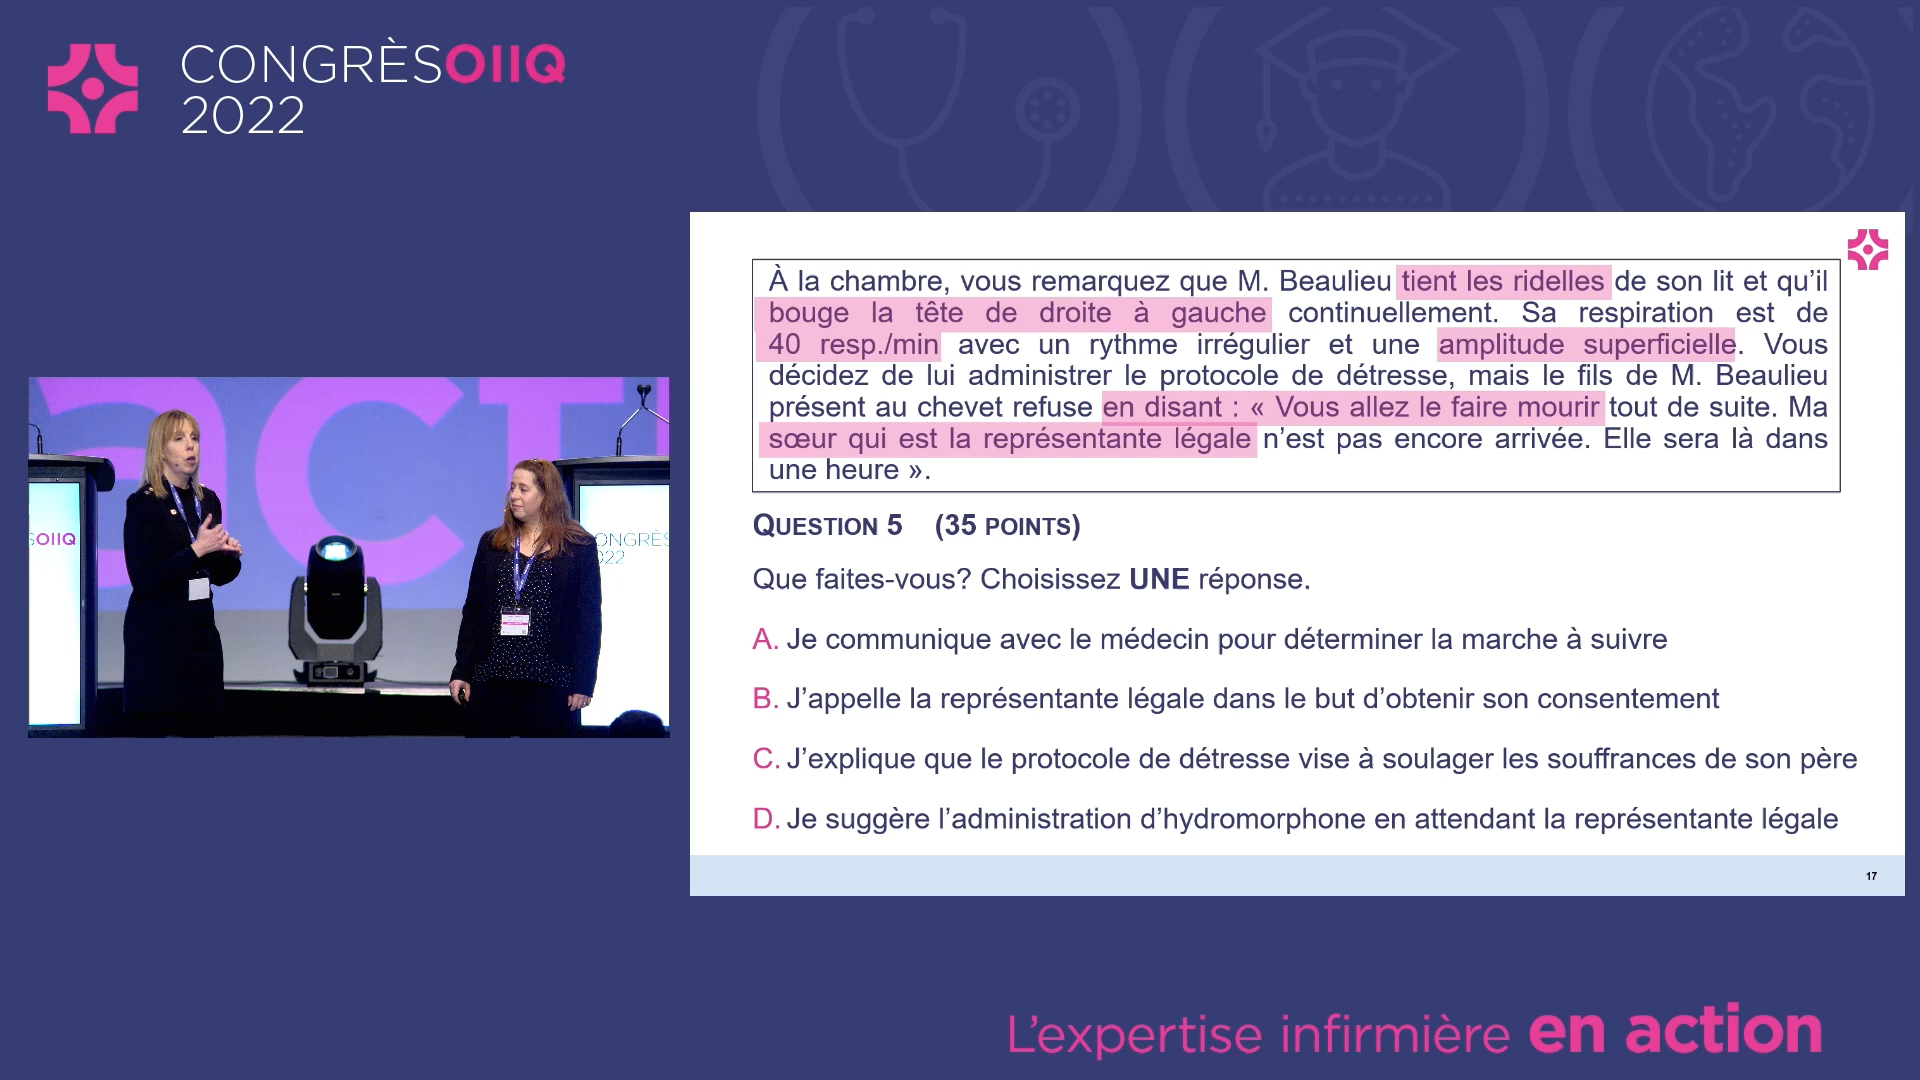 CONGRÈSOIIQ
2022
À la chambre, vous remarquez que M. Beaulieu tient les ridelles de son lit et qu’il
bouge la tête de droite à gauche continuellement. Sa respiration est de
40 resp./min avec un rythme irrégulier et une amplitude superficielle. Vous
décidez de lui administrer le protocole de détresse, mais le fils de M. Beaulieu
présent au chevet refuse en disant : « Vous allez le faire mourir tout de suite. Ma
sœur qui est la représentante légale n’est pas encore arrivée. Elle sera là dans
une heure ».
QUESTION 5 (35 POINTS)
Que faites-vous? Choisissez UNE réponse.
A. Je communique avec le médecin pour déterminer la marche à suivre
B. J’appelle la représentante légale dans le but d’obtenir son consentement
C. J’explique que le protocole de détresse vise à soulager les souffrances de son père
D. Je suggère l’administration d’hydromorphone en attendant la représentante légale
17
act
SOIIQ
ONGRÈS
022
L’expertise infirmière en action